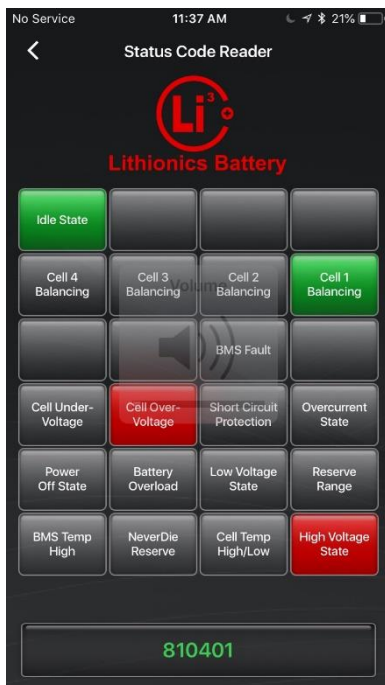 No Service 11:37 AM 21%
Status Code Reader
Li3+
Lithionics Battery
Idle State
Cell 4 Cell 3 Cell 2 Cell 1
Balancing Balancing Balancing Balancing
Volume
BMS Fault
Cell Under- Cell Over- Short Circuit Overcurrent
Voltage Voltage Protection State
Power Battery Low Voltage Reserve
Off State Overload State Range
BMS Temp NeverDie Cell Temp High Voltage
High Reserve High/Low State
810401